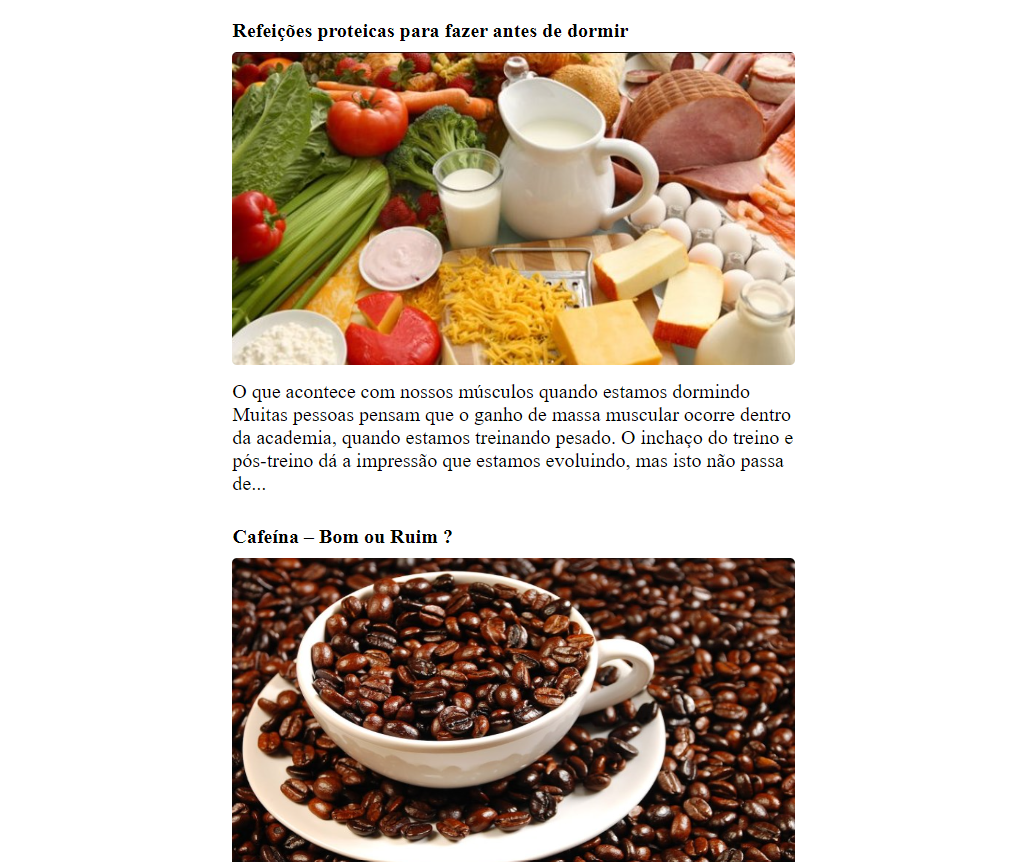 Refeições proteicas para fazer antes de dormir
O que acontece com nossos músculos quando estamos dormindo
Muitas pessoas pensam que o ganho de massa muscular ocorre dentro
da academia, quando estamos treinando pesado. O inchaço do treino e
pós-treino dá a impressão que estamos evoluindo, mas isto não passa
de...
Cafeína – Bom ou Ruim ?